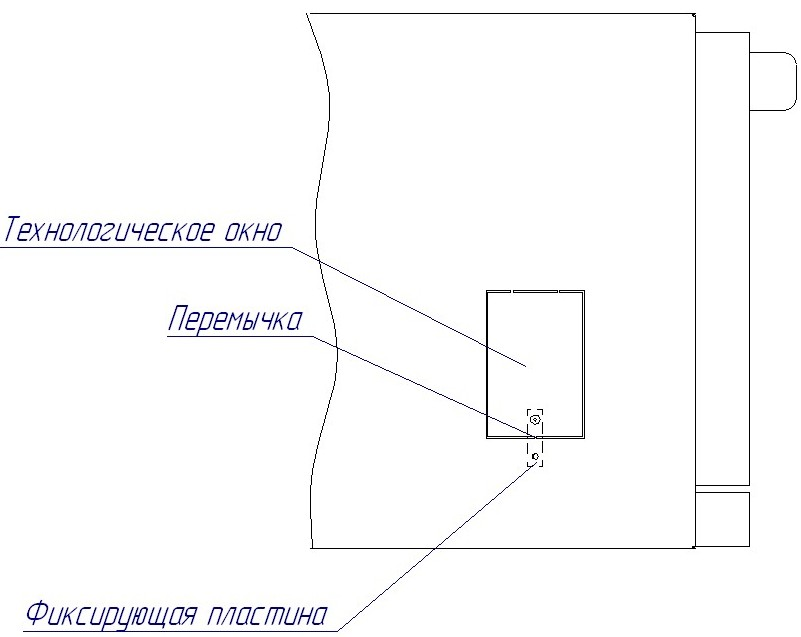 Технологическое окно
Перемычка
Фиксирующая пластина